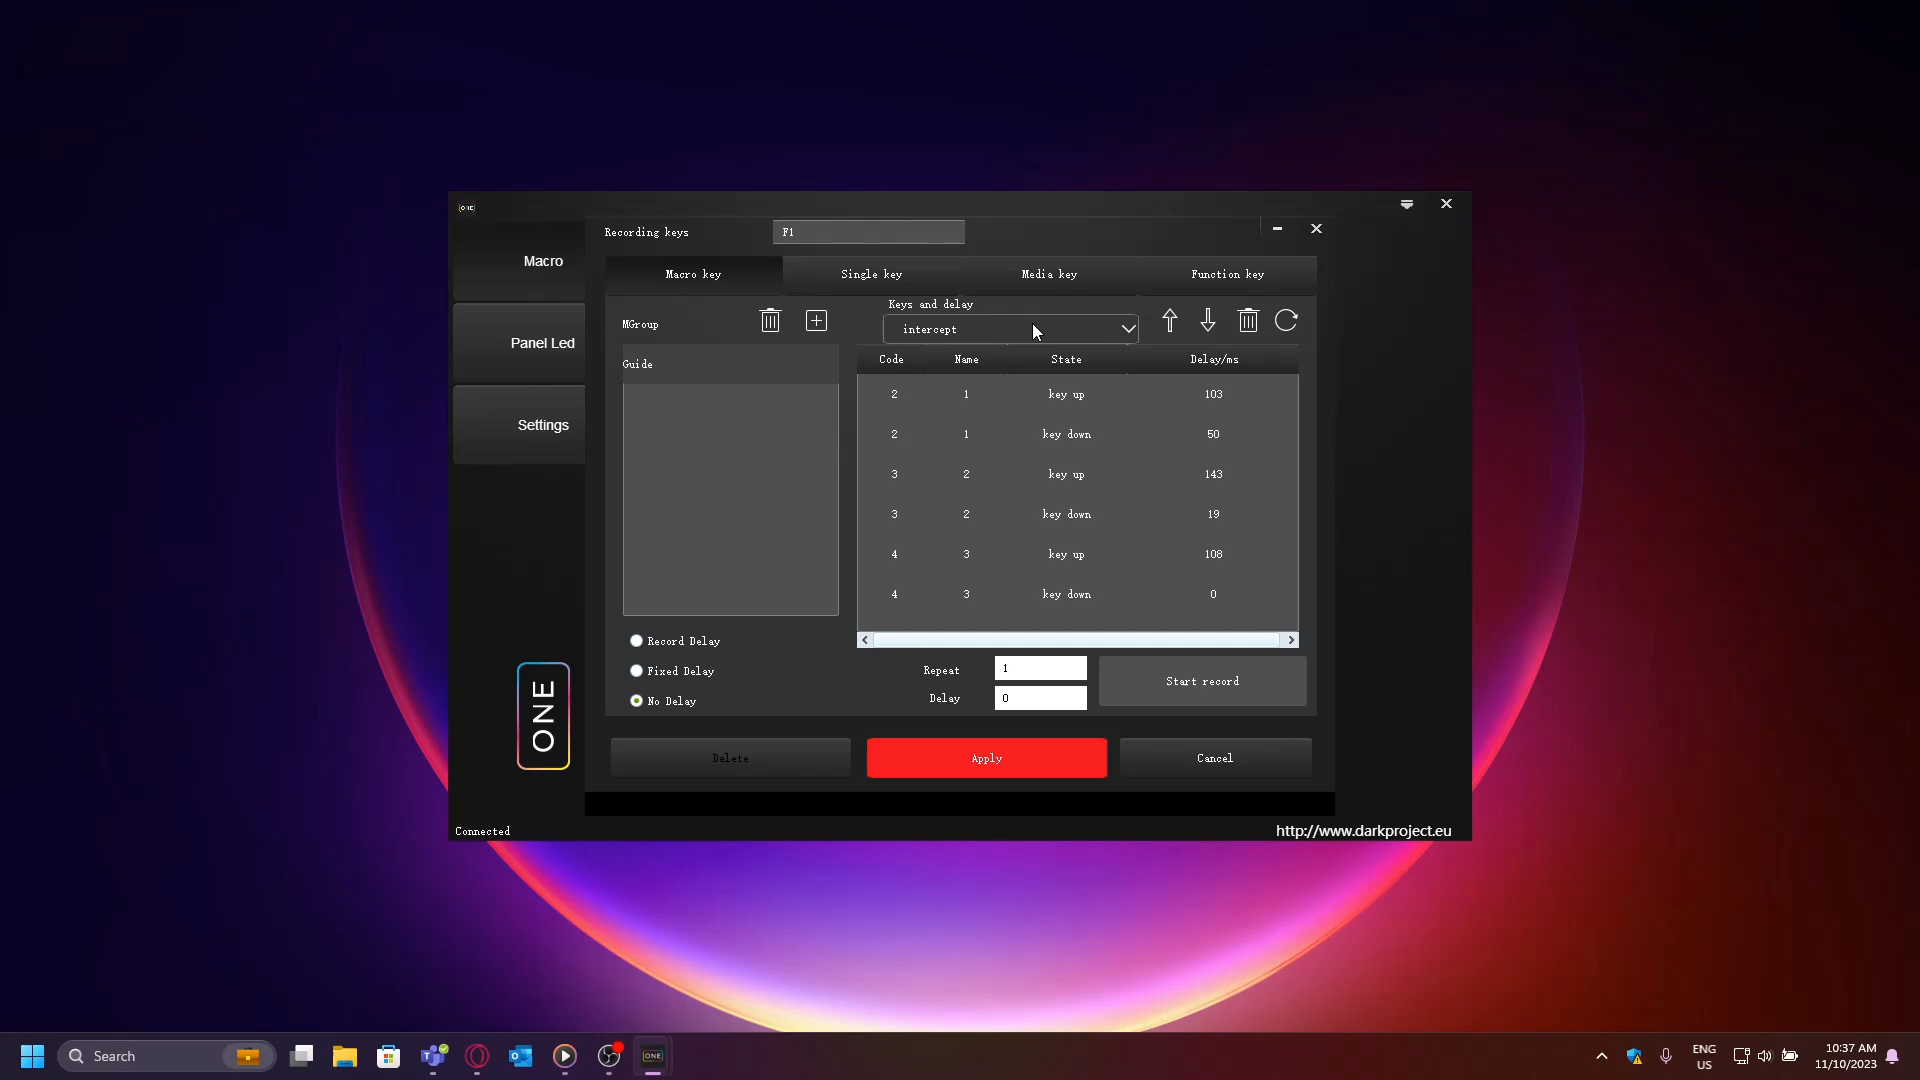 [ONE]
Recording keys
F1
Macro
Panel Led
Settings
Macro key
Single key
Media key
Function key
MGroup
Keys and delay
intercept
Guide
Code Name State Delay/ms
2 1 key up 103
2 1 key down 50
3 2 key up 143
3 2 key down 19
4 3 key up 108
4 3 key down 0
Record Delay
Fixed Delay
No Delay
Repeat 1
Delay 0
Start record
ONE
Delete
Apply
Cancel
Connected
http://www.darkproject.eu
Search
ONE
ENG
US
10:37 AM
11/10/2023